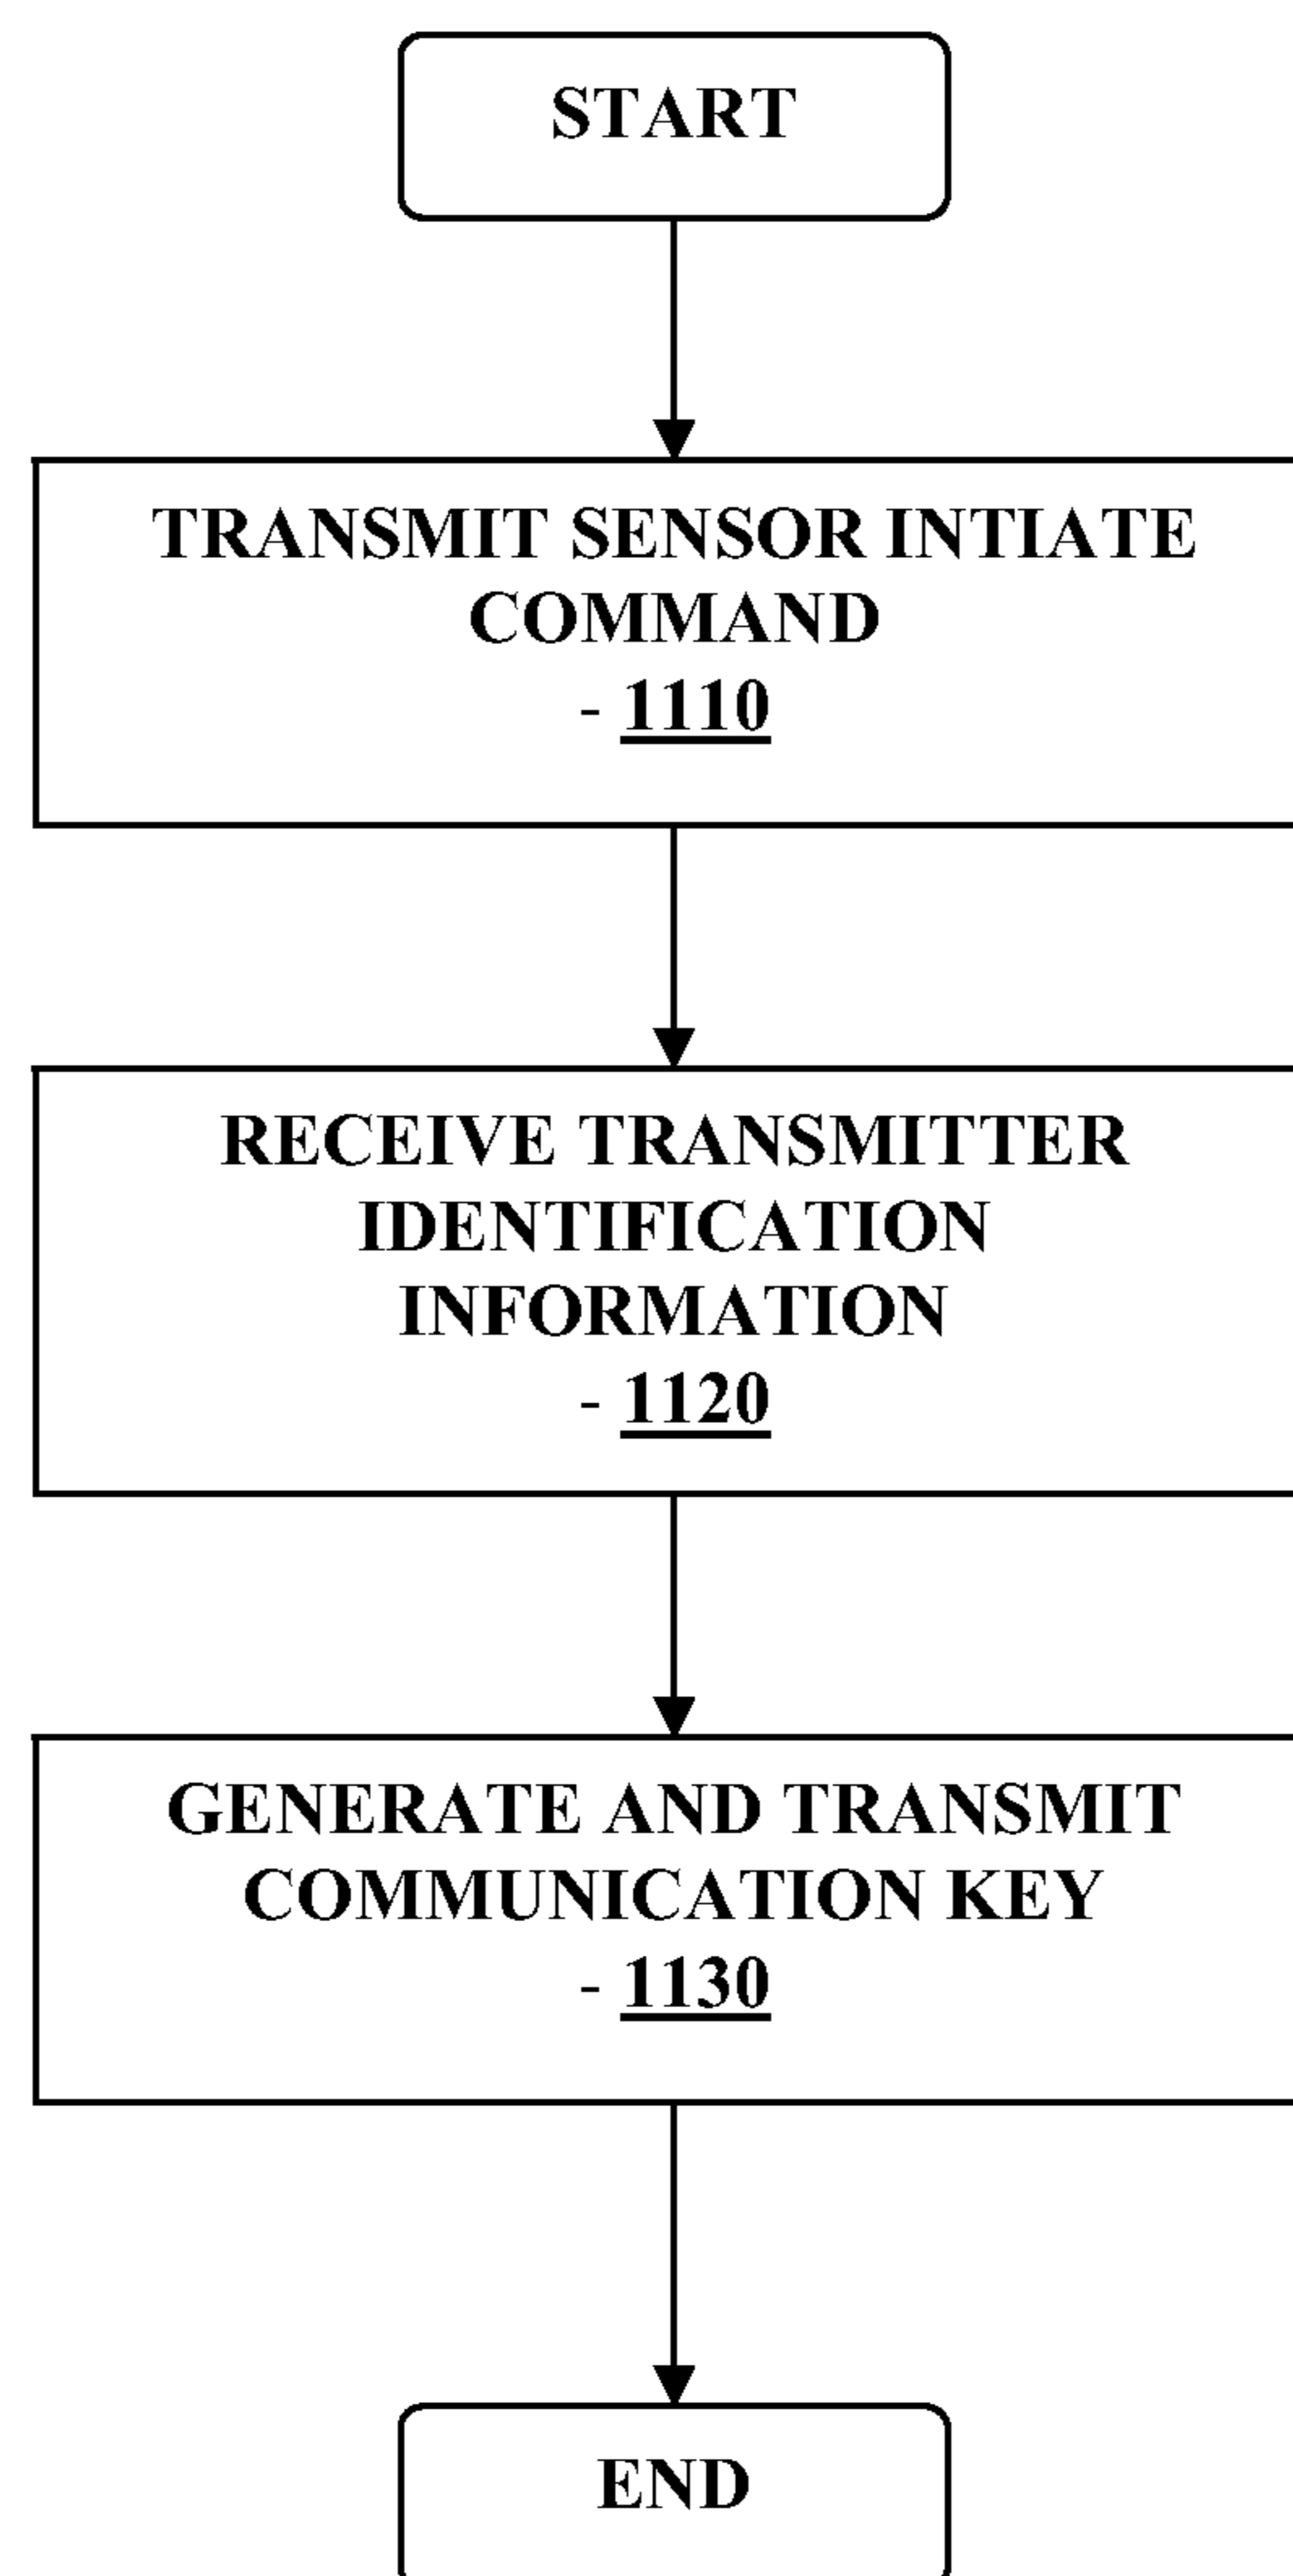 START
TRANSMIT SENSOR INTIATE
COMMAND
- 1110
RECEIVE TRANSMITTER
IDENTIFICATION
INFORMATION
- 1120
GENERATE AND TRANSMIT
COMMUNICATION KEY
- 1130
END